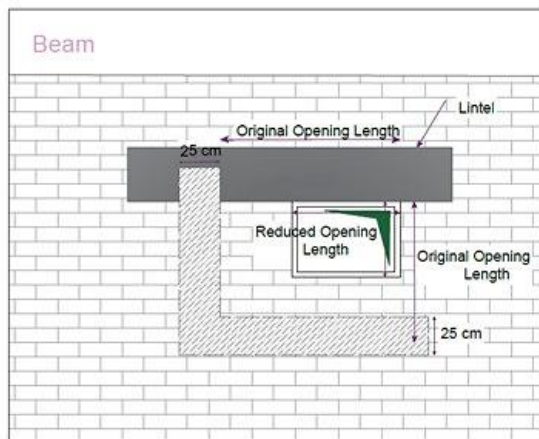 Beam
Lintel
Original Opening Length
25 cm
Reduced Opening
Length
Original Opening
Length
25 cm